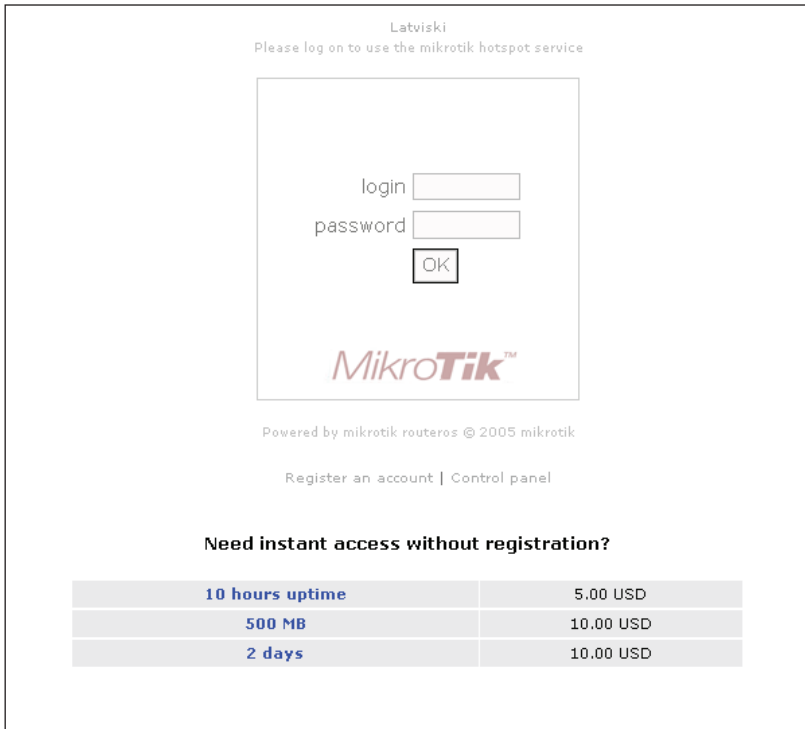 Latviski
Please log on to use the mikrotik hotspot service
login
password
OK
MikroTik™
Powered by mikrotik routeros © 2005 mikrotik
Register an account | Control panel
Need instant access without registration?
10 hours uptime 5.00 USD
500 MB 10.00 USD
2 days 10.00 USD